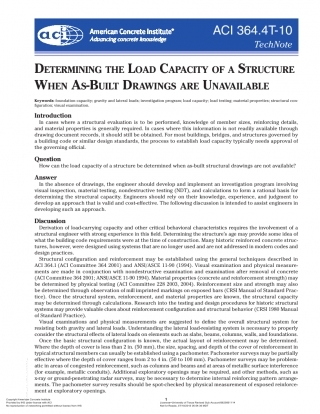 aci
American Concrete Institute®
Advancing concrete knowledge
ACI 364.4T-10
TechNote
DETERMINING THE LOAD CAPACITY OF A STRUCTURE
WHEN AS-BUILT DRAWINGS ARE UNAVAILABLE
Keywords: foundation capacity; gravity and lateral loads; investigation program load capacity; load testing; material properties; structural con-
figuration; visual examination.
Introduction
In cases where a structural evaluation is to be performed, knowledge of member sizes, reinforcing details,
and material properties is generally required. In cases where this information is not readily available through
drawing document records, it should still be obtained. For most buildings, bridges, and structures governed by
a building code or similar design standards, the process to establish load capacity typically needs approval of
the governing official.
Question
How can the load capacity of a structure be determined when as-built structural drawings are not available?
Answer
In the absence of drawings, the engineer should develop and implement an investigation program involving
visual inspection, material testing, nondestructive testing (NDT), and calculations to form a rational basis for
determining the structural capacity. Engineers should rely on their knowledge, experience, and judgment to
develop an approach that is valid and cost-effective. The following discussion is intended to assist engineers in
developing such an approach.
Discussion
Derivation of load-carrying capacity and other critical behavioral characteristics requires the involvement of a
structural engineer with strong experience in this field. Determining the structure's age may provide some idea of
what the building code requirements were at the time of construction. Many historic reinforced concrete struc-
tures, however, were designed using systems that are no longer used and are not addressed in modern codes and
design practices.
Structural configuration and reinforcement may be established using the general techniques described in
ACI 364.1 (ACI Committee 364 2001) and ANSI/ASCE 11-90 (1994). Visual examination and physical measure-
ments are made in conjunction with nondestructive examination and examination after removal of concrete
(ACI Committee 364 2001; ANSI/ASCE 11-90 1994). Material properties (concrete and reinforcement strength) may
be determined by physical testing (ACI Committee 228 2003, 2004). Reinforcement size and strength may also
be determined through observations of mill imprinted marks that may be present on bars (CRSI Manual of Standard Prac-
tice). Once the structural system, reinforcement, and material properties, are known, the structural capacity
may be determined through calculations. Research into the testing and design procedures for historic structural
systems may provide valuable clues about reinforcement configuration and structural behavior (CRSI 1998 Manual
of Standard Practice).
Visual examinations and physical measurements are suggested to define the overall structural system for
resisting both gravity and lateral loads. Understanding the lateral load-resisting system is necessary to properly
consider the structural effects of lateral loads on elements such as slabs, beams, columns, walls, and foundations.
Once the basic structural configuration is known, the actual layout of reinforcement may be determined.
Where the depth of cover is less than 2 in. (50 mm), the size, spacing, and depth of the cover of reinforcement in
typical structural members can usually be established using a pachometer. Pachometer surveys may be partially
effective where the depth of cover ranges from 2 to 4 in. (50 to 100 mm). Pachometer surveys may be problem-
atic in areas of congested reinforcement, such as columns and beams and at areas of metallic surface interference
(for example, metallic conduits). Additional exploratory openings may be required, and other methods, such as
x-ray or ground-penetrating radar surveys, may be necessary to determine internal reinforcing pattern arrange-
ments. The pachometer survey results should be spot-checked by physical measurement of exposed reinforce-
ment at exploratory openings.
1